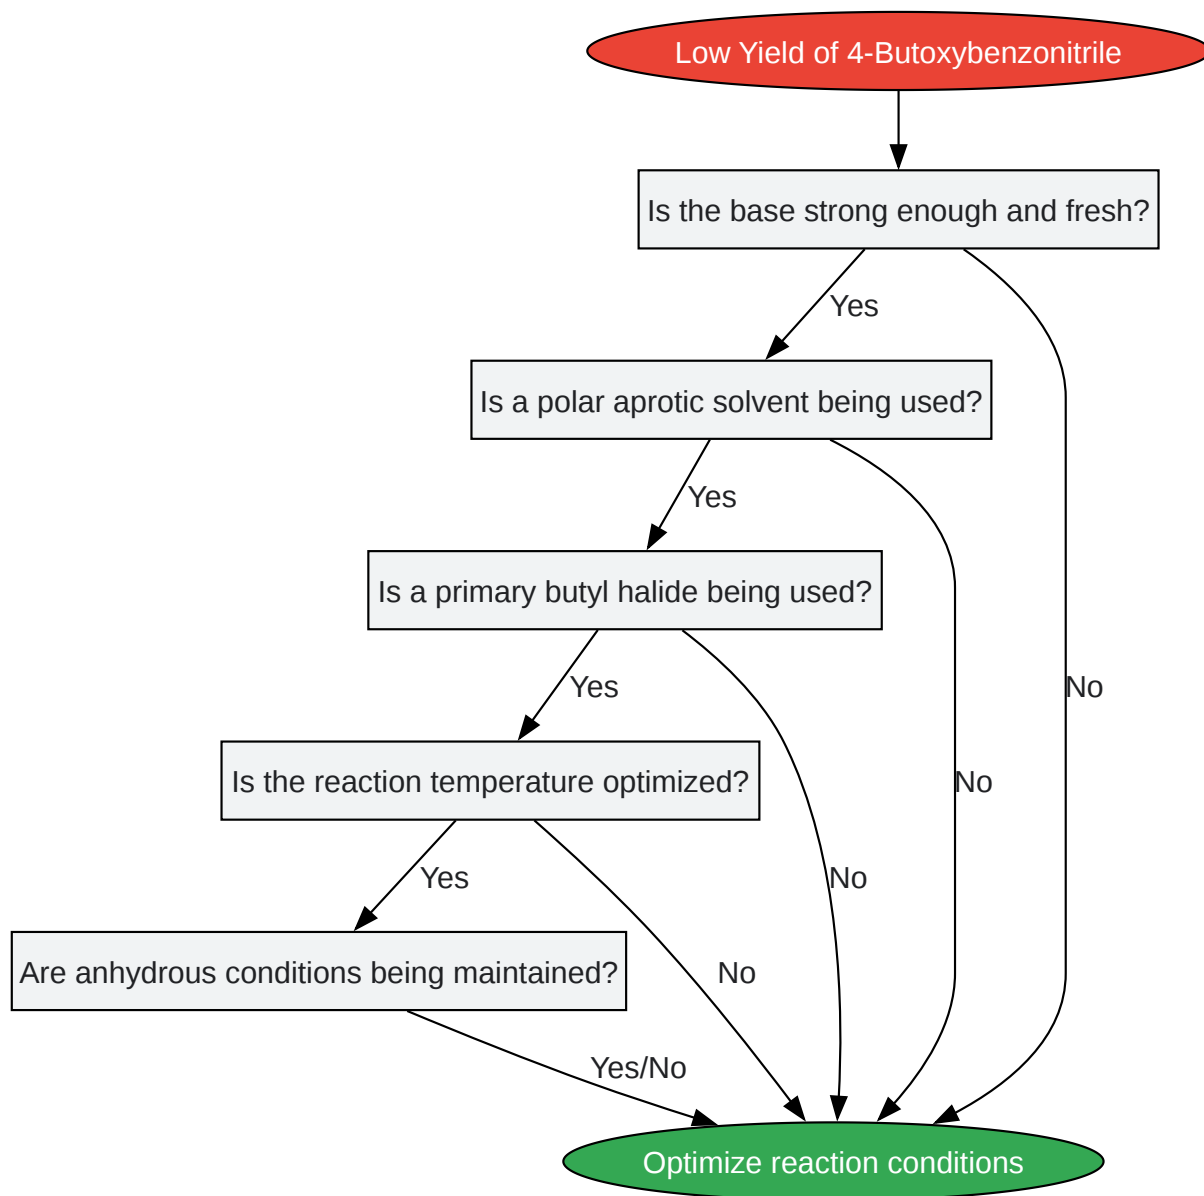 Low Yield of 4-Butoxybenzonitrile
Is the base strong enough and fresh?
Yes
Is a polar aprotic solvent being used?
Yes
Is a primary butyl halide being used?
Yes
No
Is the reaction temperature optimized?
No
Yes
No
Are anhydrous conditions being maintained?
No
Yes/No
Optimize reaction conditions